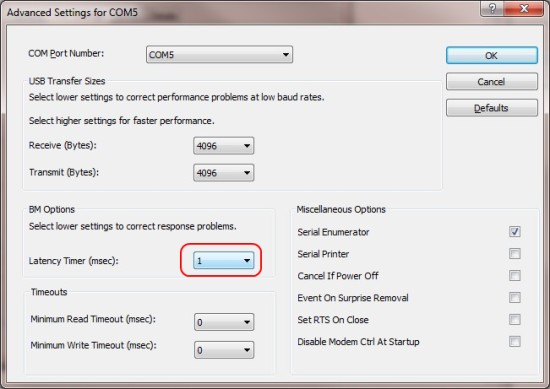 Advanced Settings for COM5
COM Port Number: COM5
OK
Cancel
Defaults
USB Transfer Sizes
Select lower settings to correct performance problems at low baud rates.
Select higher settings for faster performance.
Receive (Bytes): 4096
Transmit (Bytes): 4096
BM Options
Select lower settings to correct response problems.
Latency Timer (msec): 1
Timeouts
Minimum Read Timeout (msec): 0
Minimum Write Timeout (msec): 0
Miscellaneous Options
Serial Enumerator
Serial Printer
Cancel If Power Off
Event On Surprise Removal
Set RTS On Close
Disable Modem Ctrl At Startup